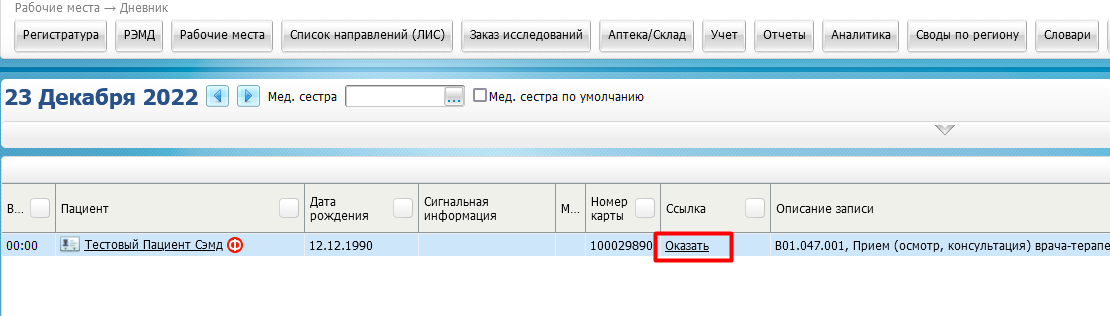 Рабочие места → Дневник
Регистратура РЭМД Рабочие места Список направлений (ЛИС) Заказ исследований Аптека/Склад Учет Отчеты Аналитика Своды по региону Словари
23 Декабря 2022 Мед. сестра ... Мед. сестра по умолчанию
В... Пациент Дата рождения Сигнальная информация М... Номер карты Ссылка Описание записи
00:00 Тестовый Пациент Сэмд Ф 12.12.1990 100029890 Оказать В01.047.001, Прием (осмотр, консультация) врача-терапе